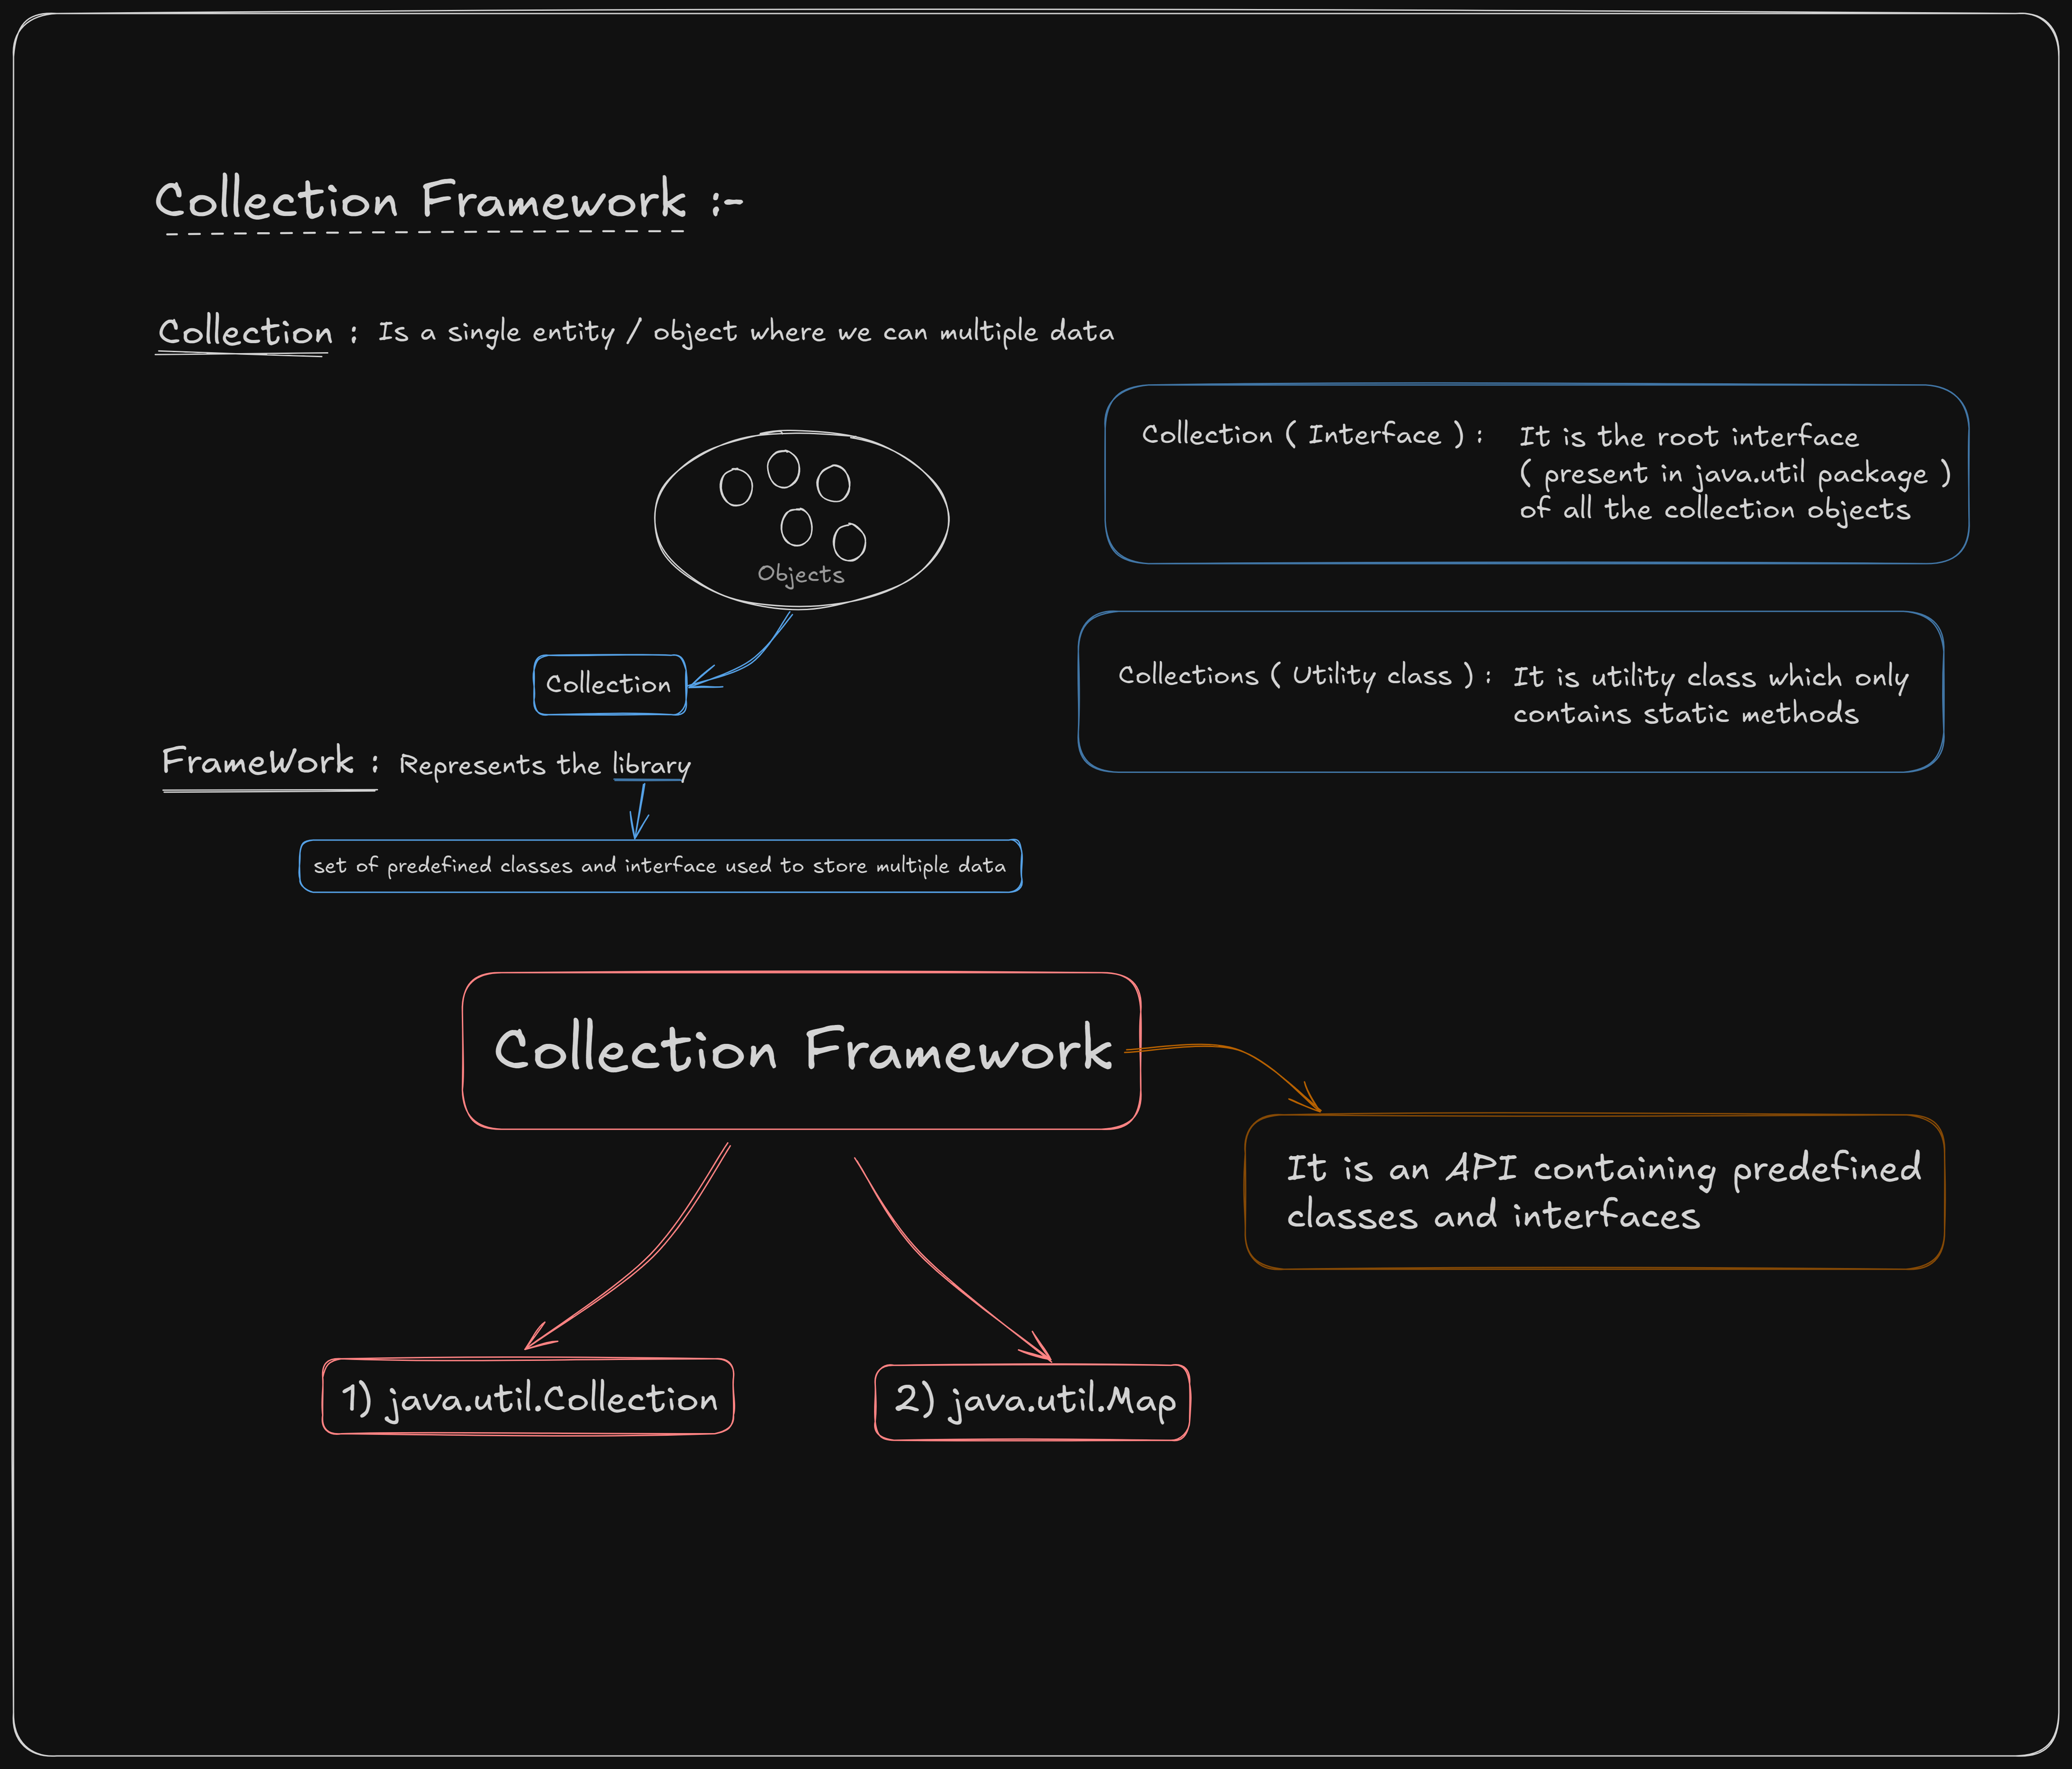 Collection Framework :-
Collection : Is a single entity / object where we can multiple data
Collection ( Interface ) : It is the root interface
( present in java.util package )
of all the collection objects
Objects
Collection
Collections ( Utility class ) : It is utility class which only
contains static methods
FrameWork : Represents the library
set of predefined classes and interface used to store multiple data
Collection Framework
It is an API containing predefined
classes and interfaces
1) java.util.Collection
2) java.util.Map